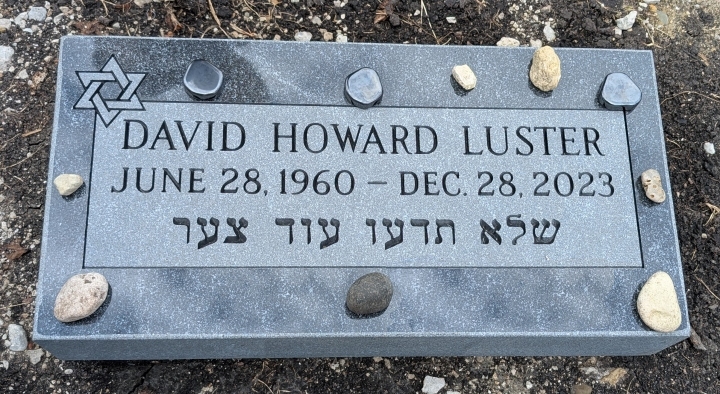 DAVID HOWARD LUSTER
JUNE 28, 1960 – DEC. 28, 2023
שלא תדעו עוד צער